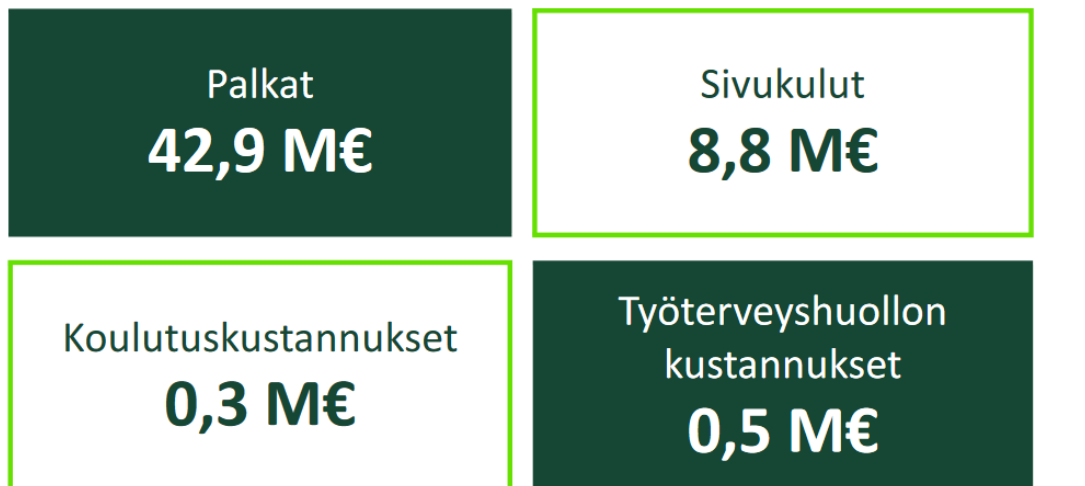 Palkat
42,9 M€
Sivukulut
8,8 M€
Koulutuskustannukset
0,3 M€
Työterveyshuollon
kustannukset
0,5 M€